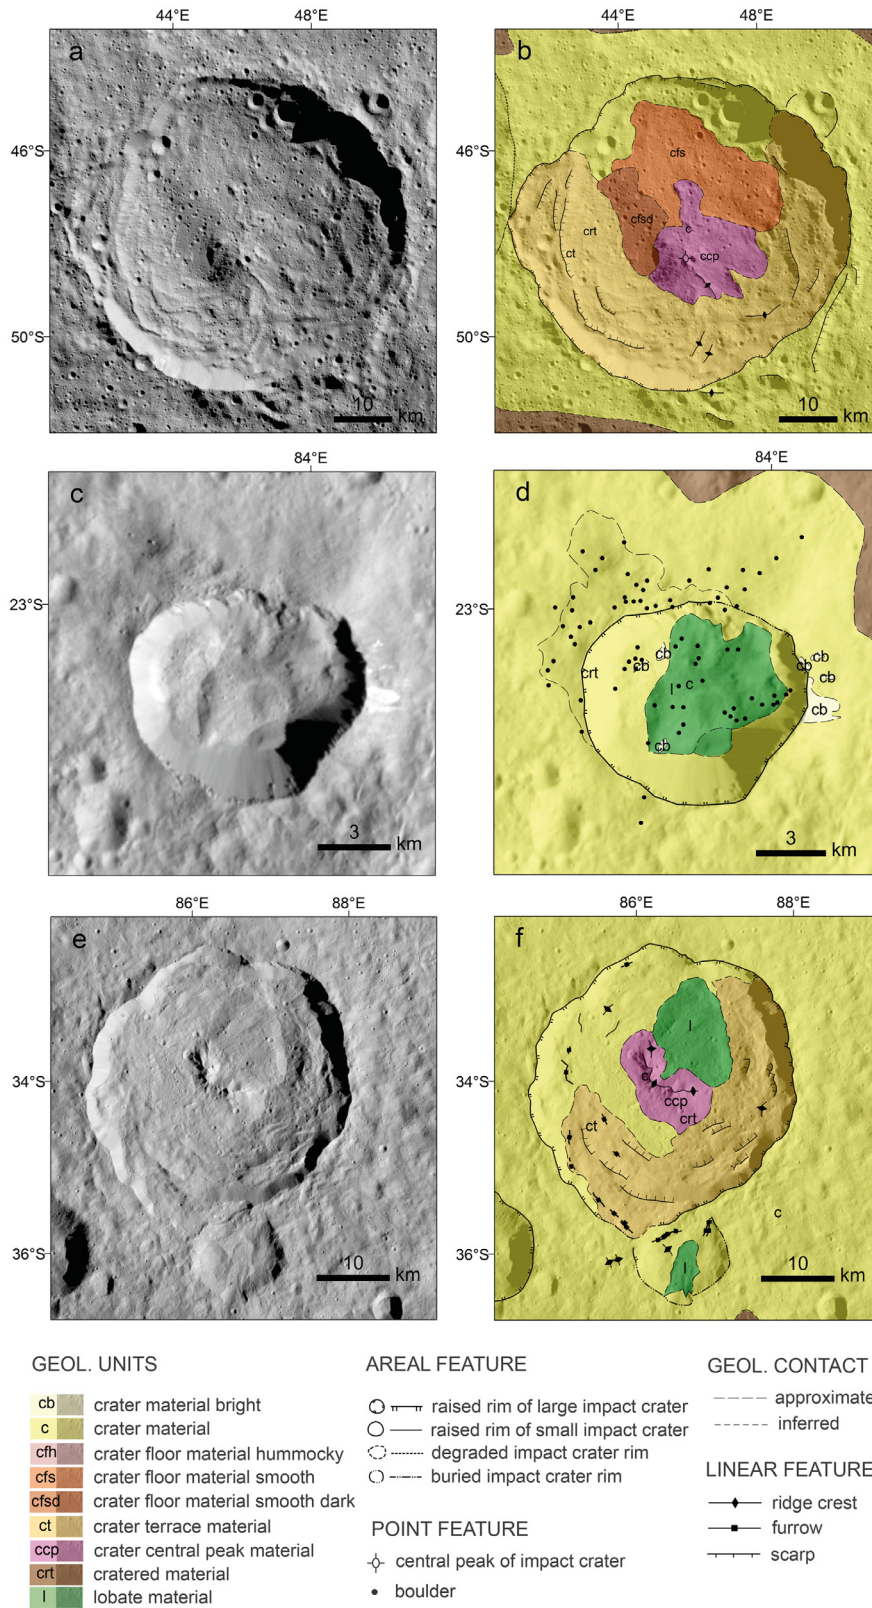 44°E 48°E 44°E 48°E
a b
46°S 46°S
cfs
cfsd
c
crt
ccp
ct
50°S 50°S
10 km 10 km
84°E 84°E
c d
23°S 23°S
cb
cb
cb
cb
cb
crt
l c
cb
cb
3 km 3 km
86°E 88°E 86°E 88°E
e f
l
34°S 34°S
c
ccp
crt
ct
c
36°S 36°S
l
10 km 10 km
GEOL. UNITS
cb crater material bright
c crater material
cfh crater floor material hummocky
cfs crater floor material smooth
cfsd crater floor material smooth dark
ct crater terrace material
ccp crater central peak material
crt cratered material
l lobate material
AREAL FEATURE
raised rim of large impact crater
raised rim of small impact crater
degraded impact crater rim
buried impact crater rim
POINT FEATURE
central peak of impact crater
boulder
GEOL. CONTACT
approximate
inferred
LINEAR FEATURE
ridge crest
furrow
scarp